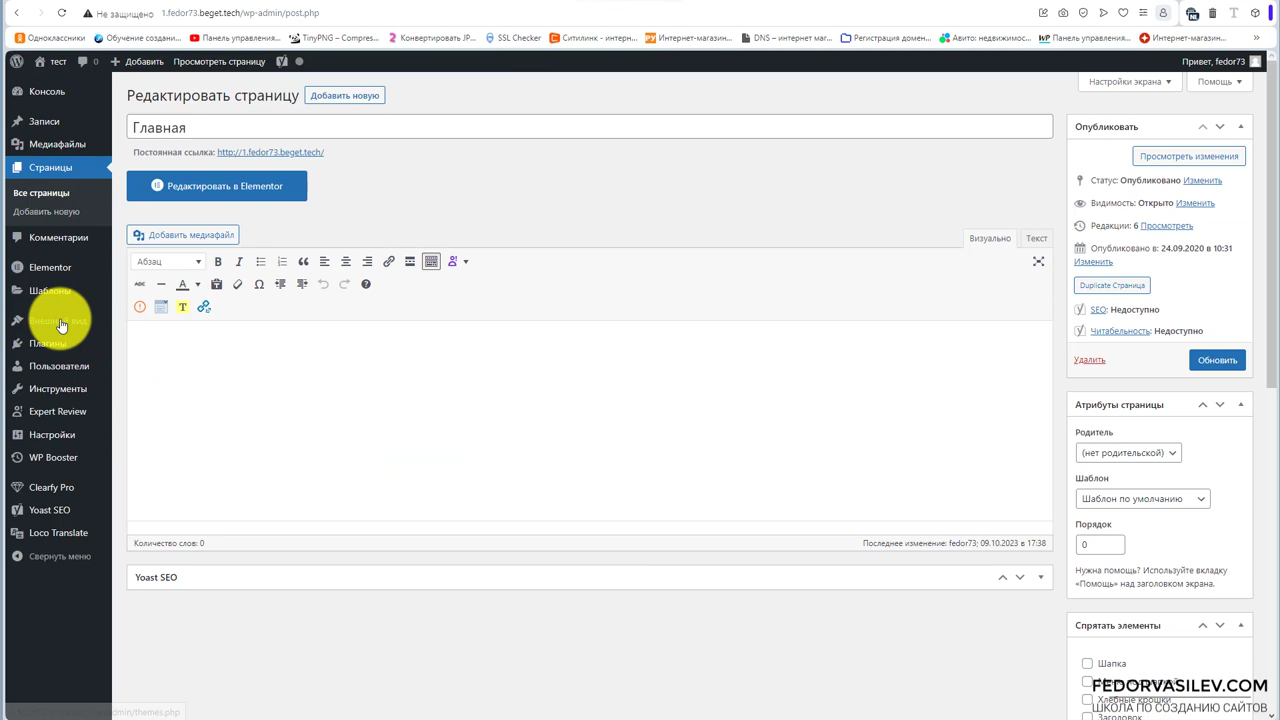 Не защищено 1.fedor73.beget.tech/wp-admin/post.php
Одноклассники Обучение создани... Панель управления... TinyPNG – Compres... Конвертировать JP... SSL Checker Ситилинк - интерн... Интернет-магазин... DNS – интернет маг... Регистрация домен... Авито: недвижимос... Панель управления... Интернет-магазин...
тест 0 Добавить Просмотреть страницу Привет, fedor73
Настройки экрана Помощь
Консоль
Записи
Медиафайлы
Страницы
Все страницы
Добавить новую
Комментарии
Elementor
Шаблоны
Внешний вид
Плагины
Пользователи
Инструменты
Expert Review
Настройки
WP Booster
Clearfy Pro
Yoast SEO
Loco Translate
Свернуть меню
Редактировать страницу Добавить новую
Главная
Постоянная ссылка: http://1.fedor73.beget.tech/
Редактировать в Elementor
Добавить медиафайл
Визуально Текст
Абзац
Количество слов: 0 Последнее изменение: fedor73; 09.10.2023 в 17:38
Yoast SEO
Опубликовать
Просмотреть изменения
Статус: Опубликовано Изменить
Видимость: Открыто Изменить
Редакции: 6 Просмотреть
Опубликовано в: 24.09.2020 в 10:31
Изменить
Duplicate Страница
SEO: Недоступно
Читабельность: Недоступно
Удалить Обновить
Атрибуты страницы
Родитель
(нет родительской)
Шаблон
Шаблон по умолчанию
Порядок
0
Нужна помощь? Используйте вкладку
«Помощь» над заголовком экрана.
Спрятать элементы
Шапка
Хлебные крошки
Заголовок
FEDORVASILEV.COM
ШКОЛА ПО СОЗДАНИЮ САЙТОВ